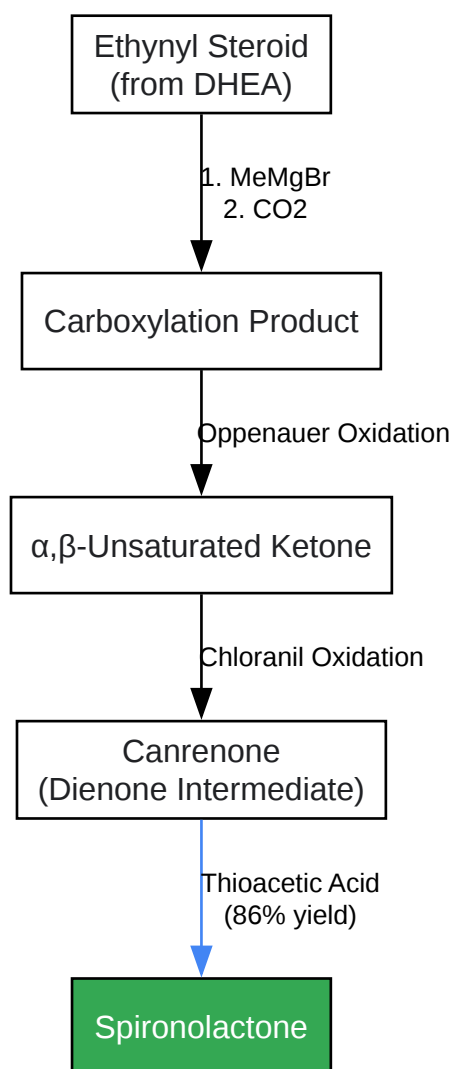 Ethynyl Steroid
(from DHEA)
1. MeMgBr
2. CO2
Carboxylation Product
Oppenauer Oxidation
α,β-Unsaturated Ketone
Chloranil Oxidation
Canrenone
(Dienone Intermediate)
Thioacetic Acid
(86% yield)
Spironolactone